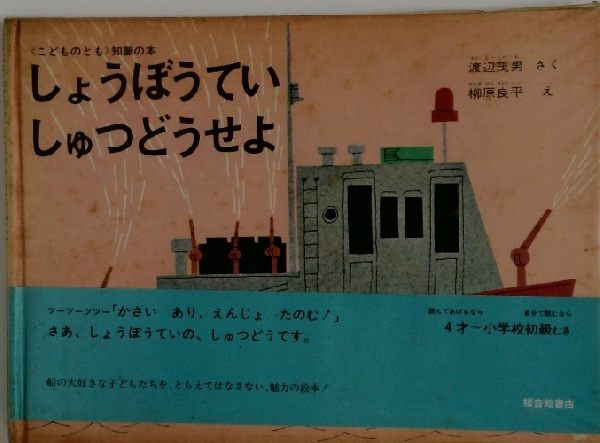 〈こどものとも〉知識の本
しょうぼうてい
しゅつどうせよ
渡辺茂男 さく
柳原良平 え
ツーツーツツー「かさい あり、えんじょ たのむ!」
さあ、しょうぼうていの、しゅつどうです。
読んであげるなら 自分で読むなら
4才〜小学校初級むき
船の大好きな子どもたちを、とらえてはなさない、魅力の絵本!
福音館書店